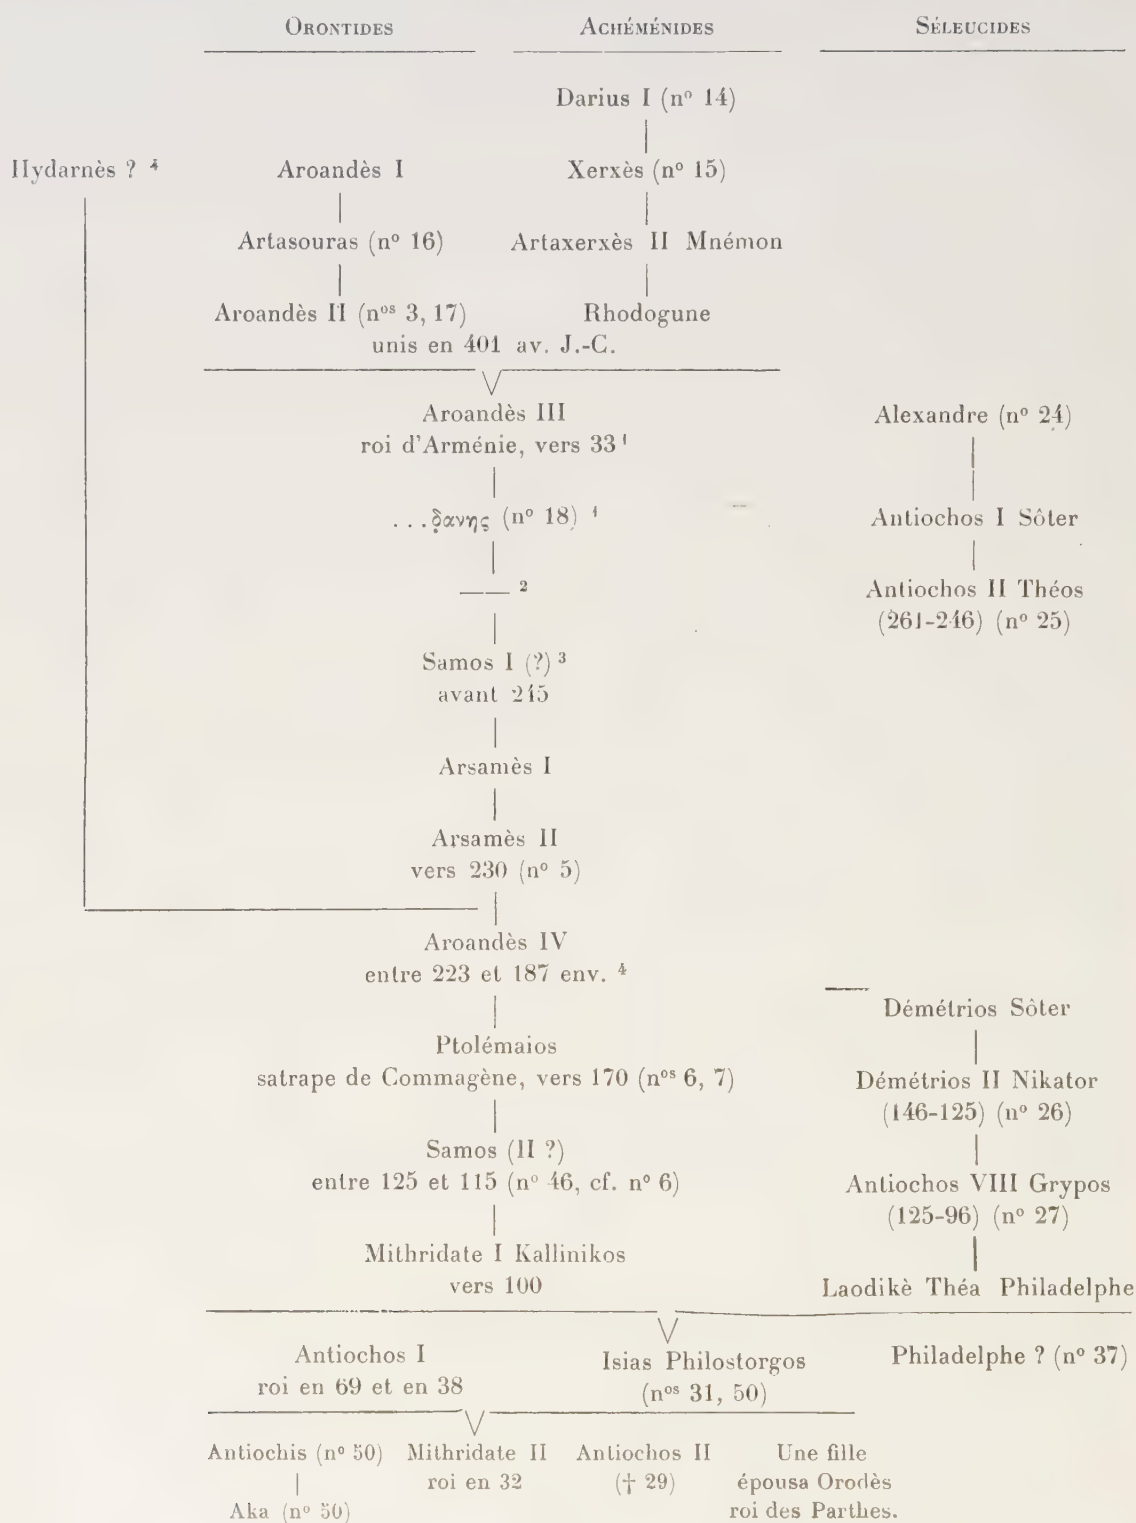 Orontides Achéménides Séleucides
Darius I (nº 14)
Hydarnès ? ⁴ Aroandès I Xerxès (nº 15)
Artasouras (nº 16) Artaxerxès II Mnémon
Aroandès II (nᵒˢ 3, 17) Rhodogune
unis en 401 av. J.-C.
Aroandès III Alexandre (nº 24)
roi d'Arménie, vers 33 ¹
...δανης (nº 18) ¹ Antiochos I Sôter
—— ² Antiochos II Théos
(261-246) (nº 25)
Samos I (?) ³
avant 245
Arsamès I
Arsamès II
vers 230 (nº 5)
Aroandès IV
entre 223 et 187 env. ⁴
Démétrios Sôter
Ptolémaios
satrape de Commagène, vers 170 (nᵒˢ 6, 7) Démétrios II Nikator
(146-125) (nº 26)
Samos (II ?)
entre 125 et 115 (nº 46, cf. nº 6) Antiochos VIII Grypos
(125-96) (nº 27)
Mithridate I Kallinikos
vers 100 Laodikè Théa Philadelphe
Antiochos I Isias Philostorgos Philadelphe ? (nº 37)
roi en 69 et en 38 (nᵒˢ 31, 50)
Antiochis (nº 50) Mithridate II Antiochos II Une fille
roi en 32 († 29) épousa Orodès
Aka (nº 50) roi des Parthes.